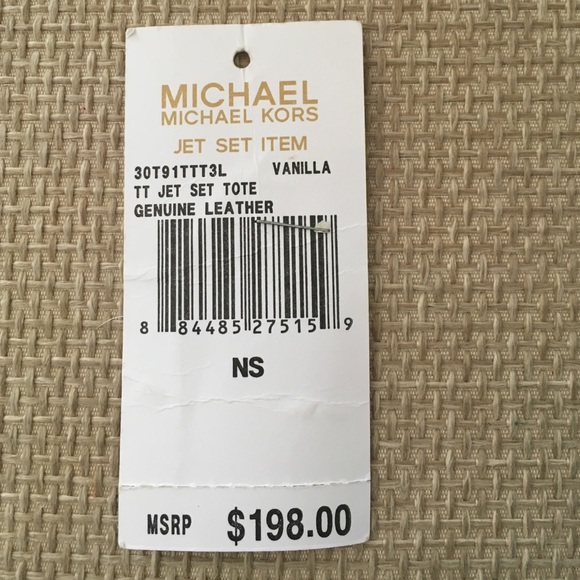 MICHAEL
MICHAEL KORS
JET SET ITEM
30T91TTT3L VANILLA
TT JET SET TOTE
GENUINE LEATHER
8 84485 27515 9
NS
MSRP $198.00